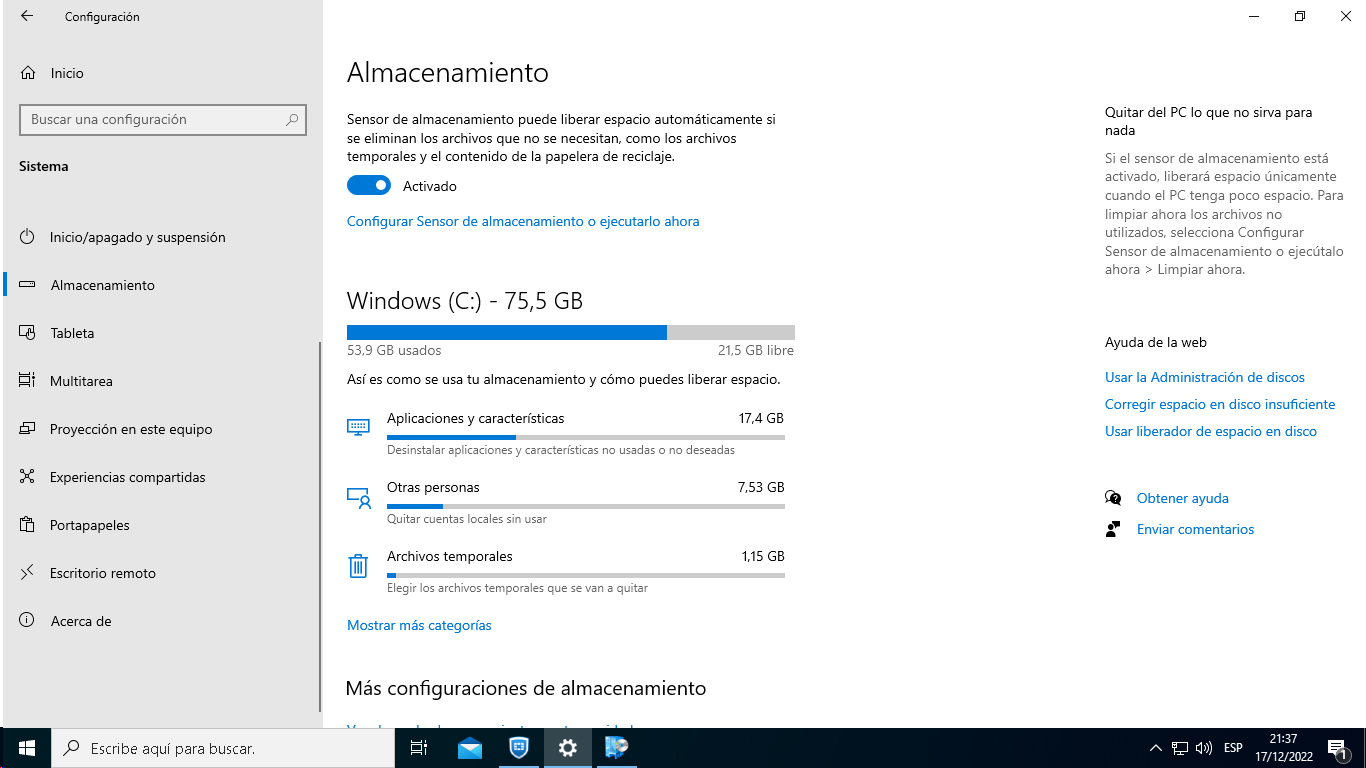 Configuración
Inicio
Buscar una configuración
Sistema
Inicio/apagado y suspensión
Almacenamiento
Tableta
Multitarea
Proyección en este equipo
Experiencias compartidas
Portapapeles
Escritorio remoto
Acerca de
Almacenamiento
Sensor de almacenamiento puede liberar espacio automáticamente si
se eliminan los archivos que no se necesitan, como los archivos
temporales y el contenido de la papelera de reciclaje.
Activado
Configurar Sensor de almacenamiento o ejecutarlo ahora
Windows (C:) - 75,5 GB
53,9 GB usados
21,5 GB libre
Así es como se usa tu almacenamiento y cómo puedes liberar espacio.
Aplicaciones y características
17,4 GB
Desinstalar aplicaciones y características no usadas o no deseadas
Otras personas
7,53 GB
Quitar cuentas locales sin usar
Archivos temporales
1,15 GB
Elegir los archivos temporales que se van a quitar
Mostrar más categorías
Más configuraciones de almacenamiento
Quitar del PC lo que no sirva para
nada
Si el sensor de almacenamiento está
activado, liberará espacio únicamente
cuando el PC tenga poco espacio. Para
limpiar ahora los archivos no
utilizados, selecciona Configurar
Sensor de almacenamiento o ejecútalo
ahora > Limpiar ahora.
Ayuda de la web
Usar la Administración de discos
Corregir espacio en disco insuficiente
Usar liberador de espacio en disco
Obtener ayuda
Enviar comentarios
Escribe aquí para buscar.
ESP
21:37
17/12/2022
1